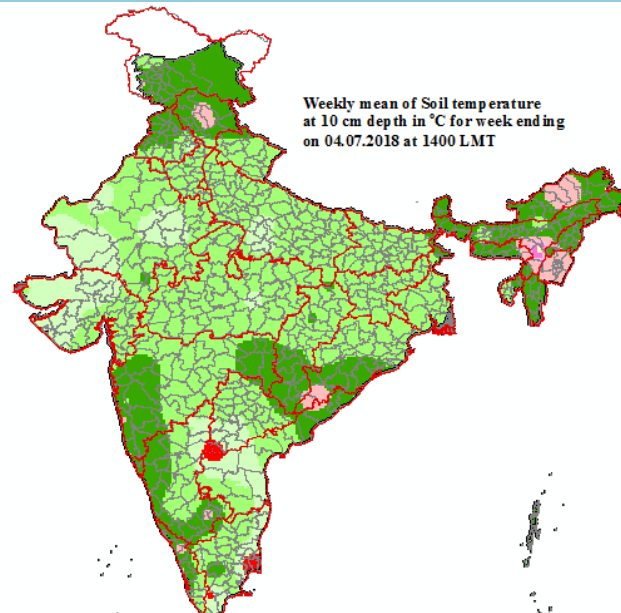 Weekly mean of Soil temperature
at 10 cm depth in °C for week ending
on 04.07.2018 at 1400 LMT